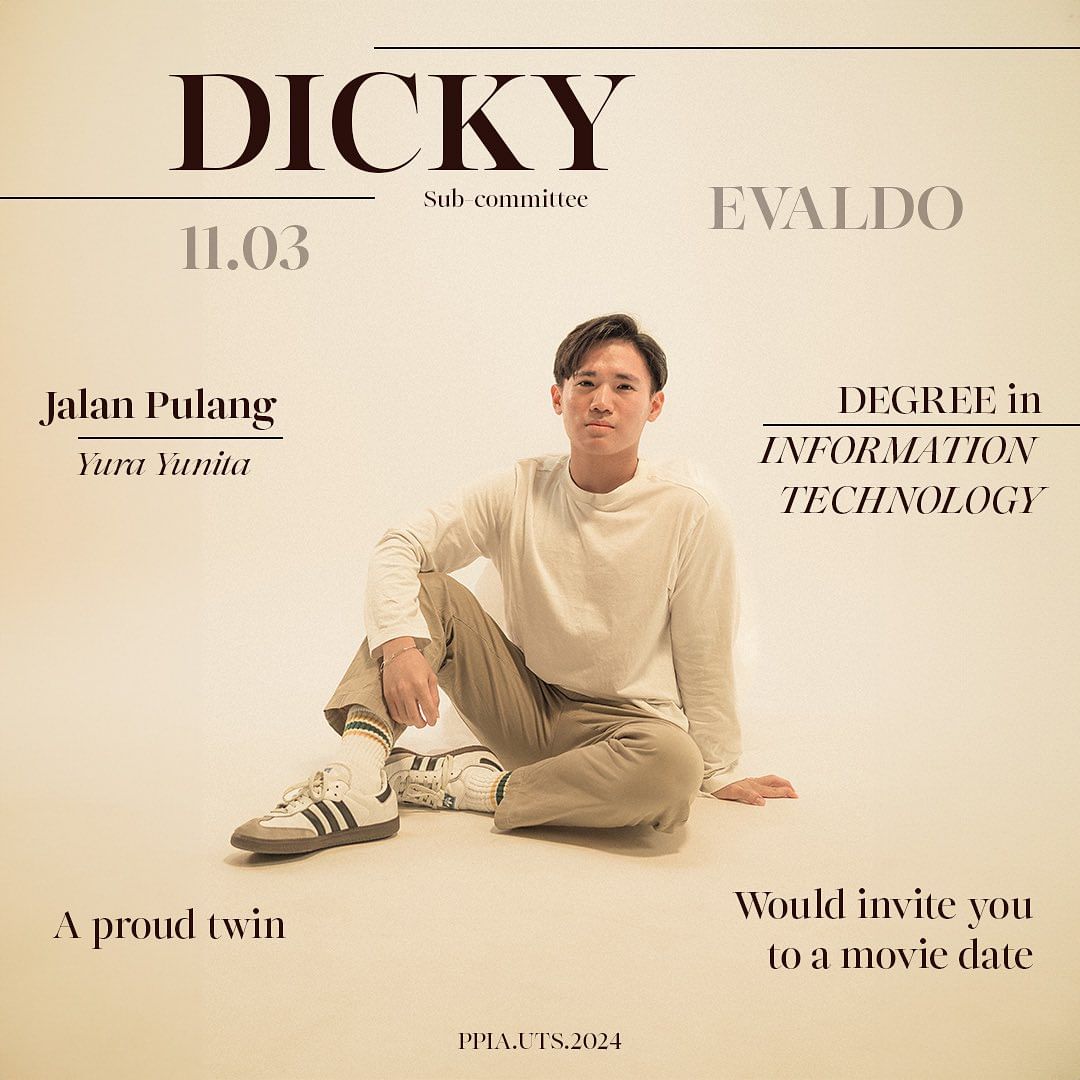 DICKY
Sub-committee
EVALDO
11.03
Jalan Pulang
Yura Yunita
DEGREE in
INFORMATION
TECHNOLOGY
A proud twin
Would invite you
to a movie date
PPIA.UTS.2024